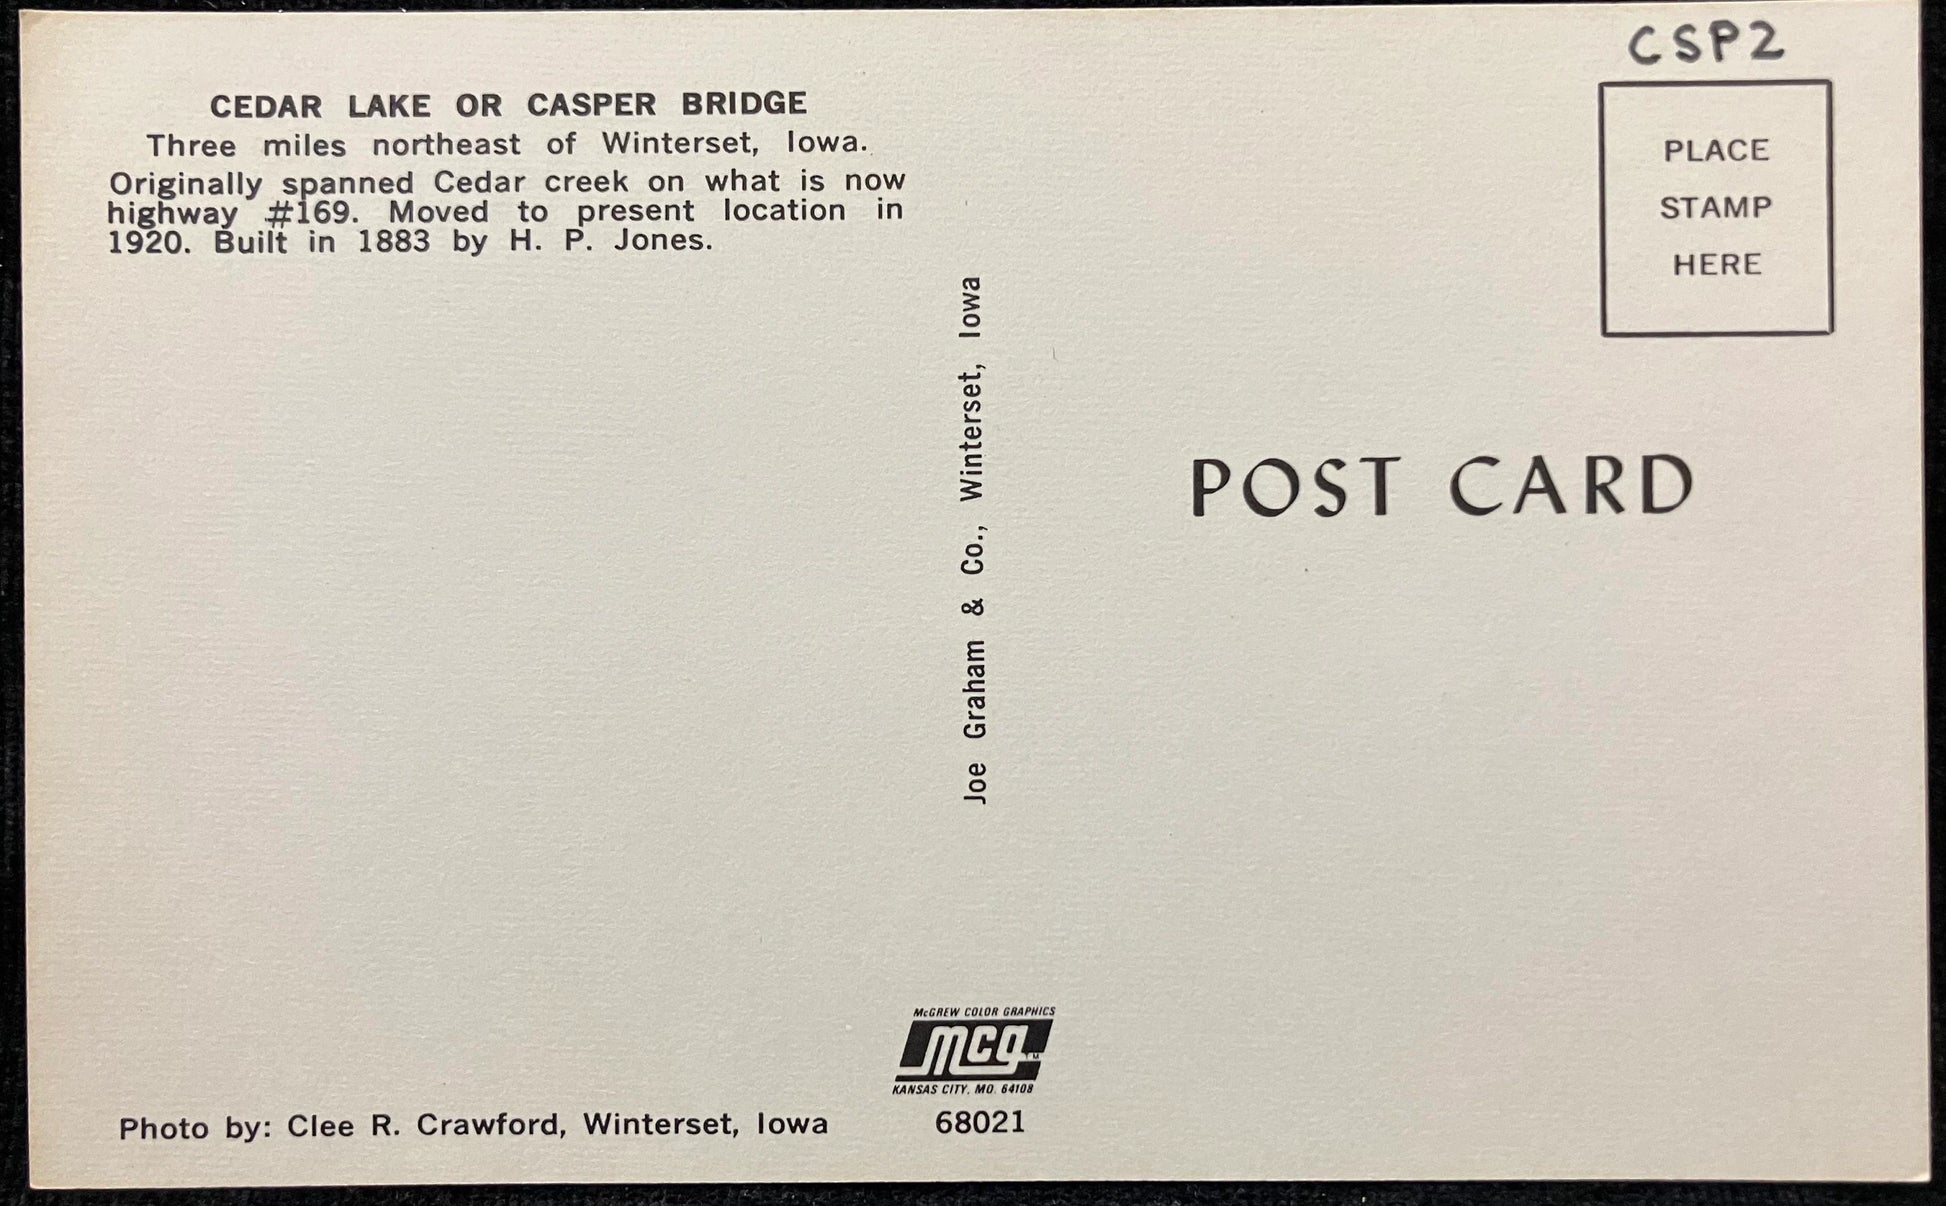 CSP2
CEDAR LAKE OR CASPER BRIDGE
Three miles northeast of Winterset, Iowa.
Originally spanned Cedar creek on what is now
highway #169. Moved to present location in
1920. Built in 1883 by H. P. Jones.
PLACE
STAMP
HERE
Joe Graham & Co., Winterset, Iowa
POST CARD
McGREW COLOR GRAPHICS
mcg TM
KANSAS CITY, MO. 64108
Photo by: Clee R. Crawford, Winterset, Iowa
68021